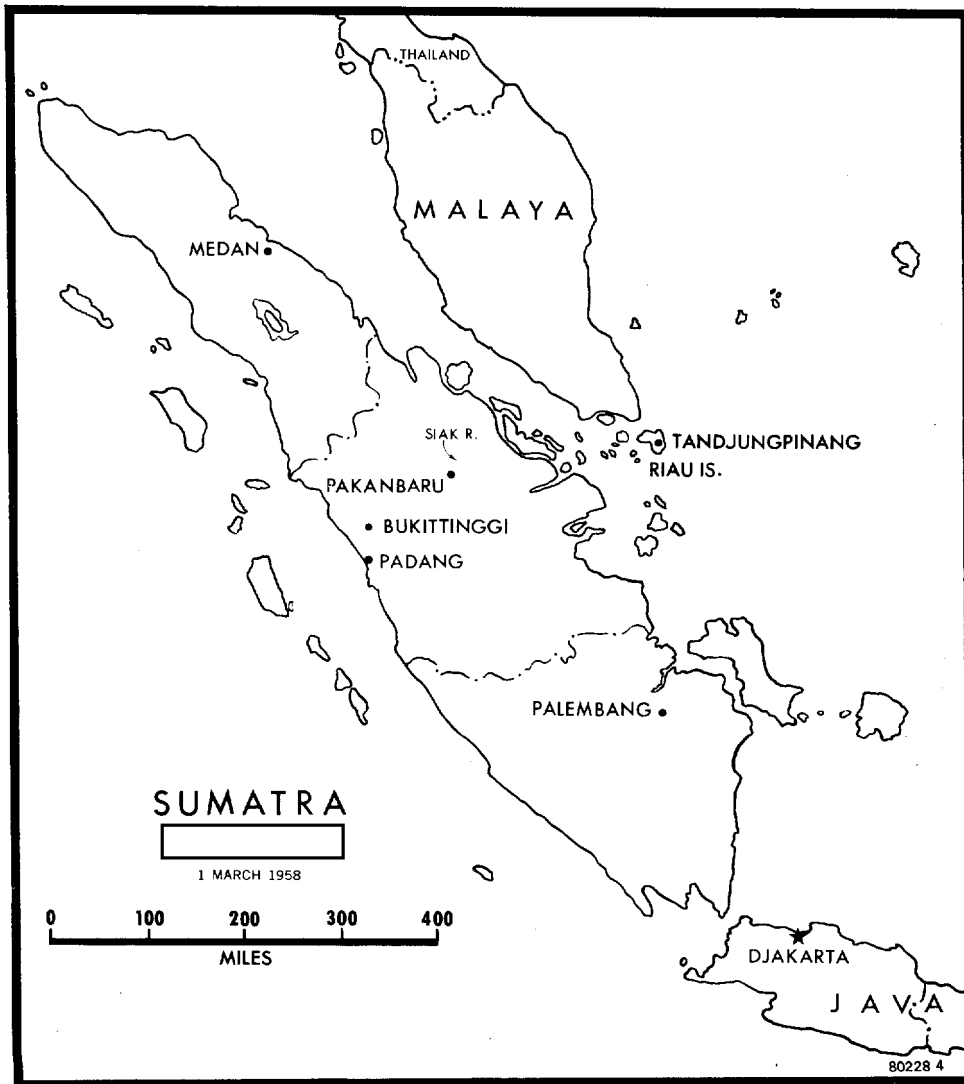 THAILAND
MALAYA
MEDAN
SIAK R.
TANDJUNGPINANG
RIAU IS.
PAKANBARU
BUKITTINGGI
PADANG
PALEMBANG
SUMATRA
1 MARCH 1958
0 100 200 300 400
MILES
DJAKARTA
JAVA
80228 4